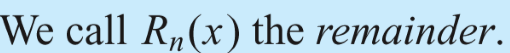 We call Rₙ(x) the remainder.